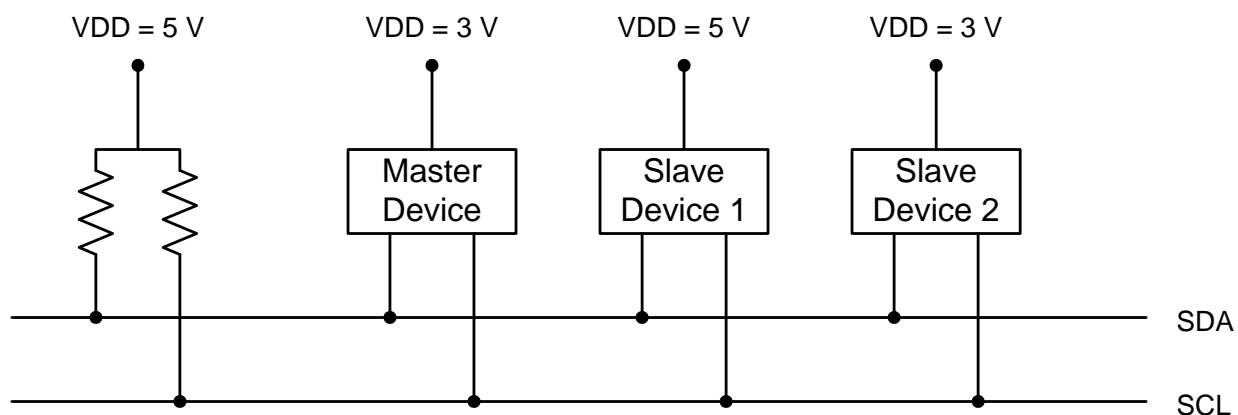 VDD = 5 V
VDD = 3 V
VDD = 5 V
VDD = 3 V
Master
Device
Slave
Device 1
Slave
Device 2
SDA
SCL